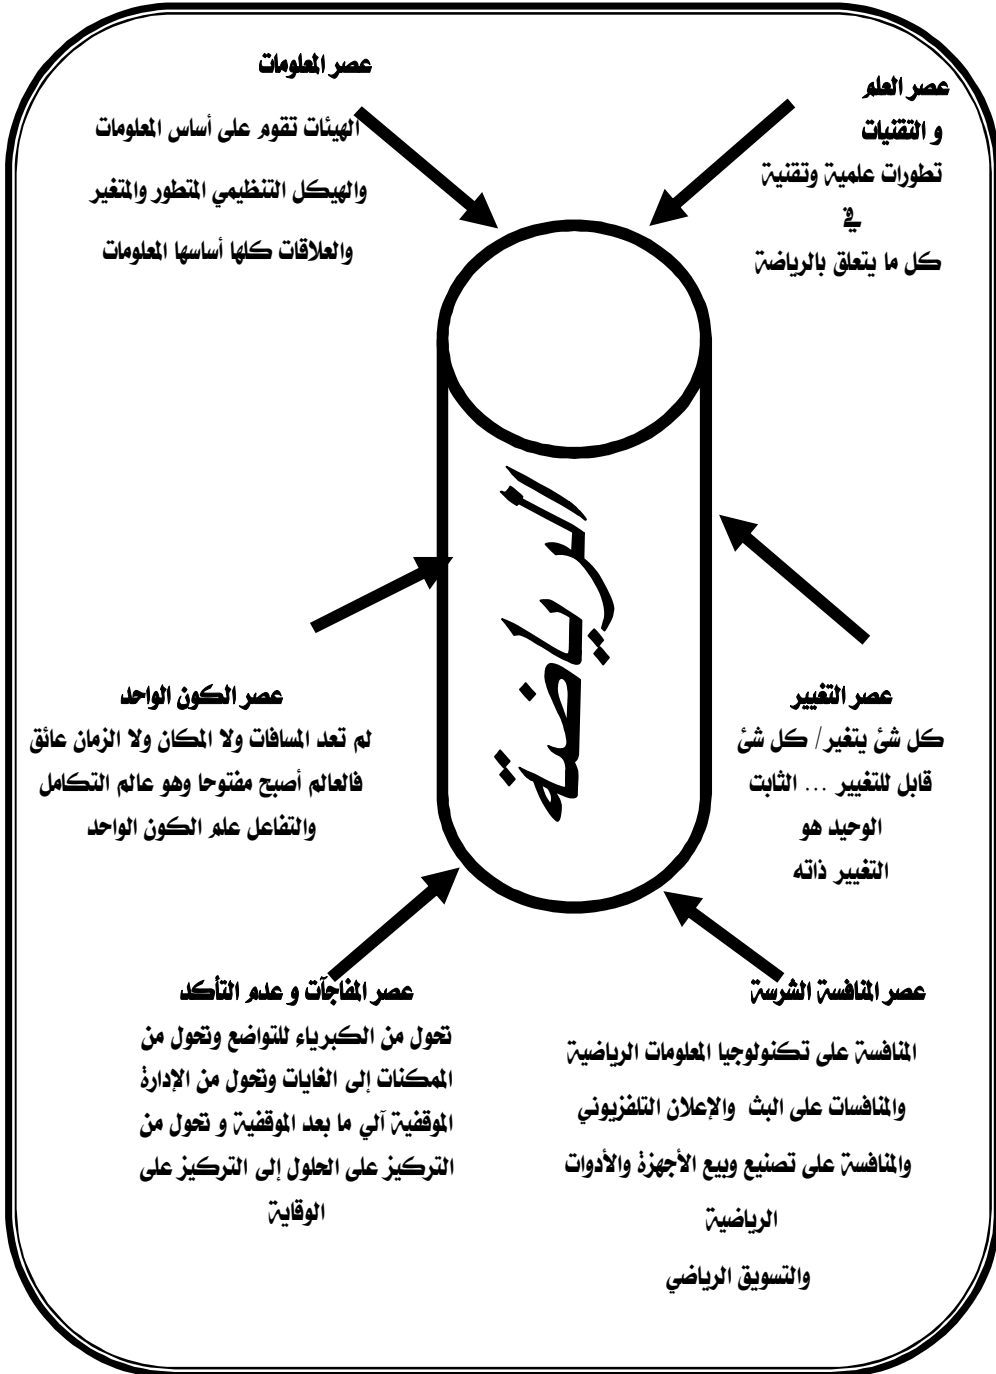 عصر العلم
و التقنيات
تطورات علمية وتقنية
في
كل ما يتعلق بالرياضة
عصر المعلومات
الهيئات تقوم على أساس المعلومات
والهيكل التنظيمي المتطور والمتغير
والعلاقات كلها أساسها المعلومات
الرياضة
عصر التغيير
كل شئ يتغير/ كل شئ
قابل للتغيير ... الثابت
الوحيد هو
التغيير ذاته
عصر الكون الواحد
لم تعد المسافات ولا المكان ولا الزمان عائق
فالعالم أصبح مفتوحا وهو عالم التكامل
والتفاعل علم الكون الواحد
عصر المنافسة الشرسة
المنافسة على تكنولوجيا المعلومات الرياضية
والمنافسات على البث والإعلان التلفزيوني
والمنافسة على تصنيع وبيع الأجهزة والأدوات
الرياضية
والتسويق الرياضي
عصر المفاجآت و عدم التأكد
تحول من الكبرياء للتواضع وتحول من
الممكنات إلى الغايات وتحول من الإدارة
الموقفية آلي ما بعد الموقفية و تحول من
التركيز على الحلول إلى التركيز على
الوقاية